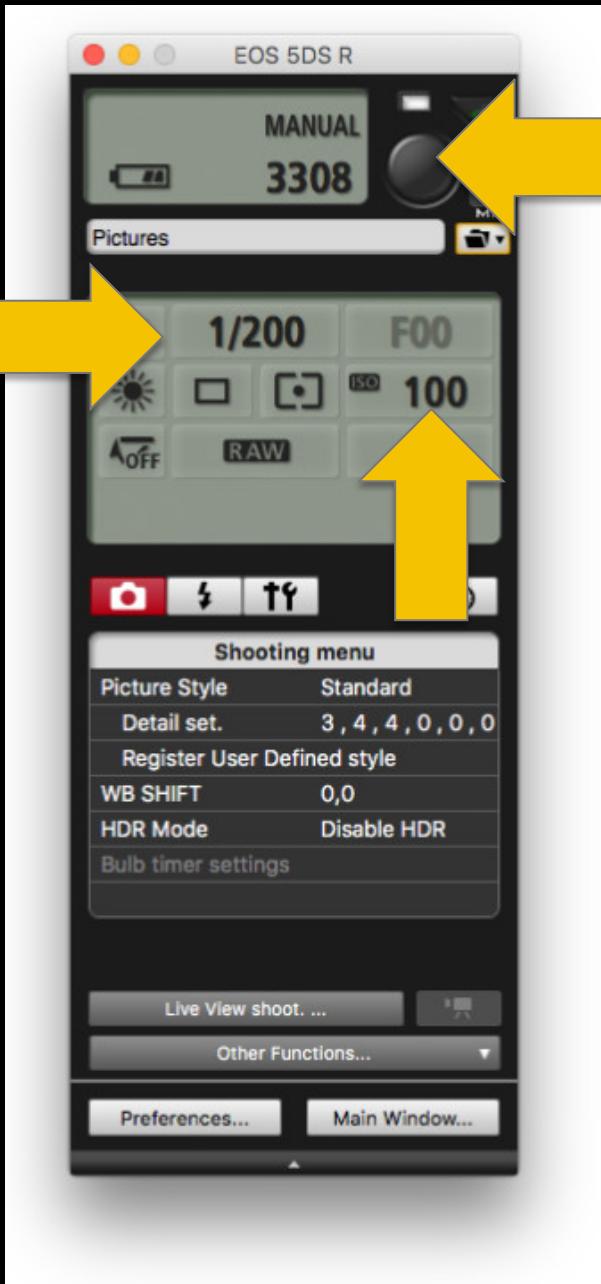 EOS 5DS R
MANUAL
3308
Pictures
1/200 F00
ISO 100
OFF RAW
Shooting menu
Picture Style Standard
Detail set. 3 , 4 , 4 , 0 , 0 , 0
Register User Defined style
WB SHIFT 0,0
HDR Mode Disable HDR
Bulb timer settings
Live View shoot. ...
Other Functions...
Preferences... Main Window...